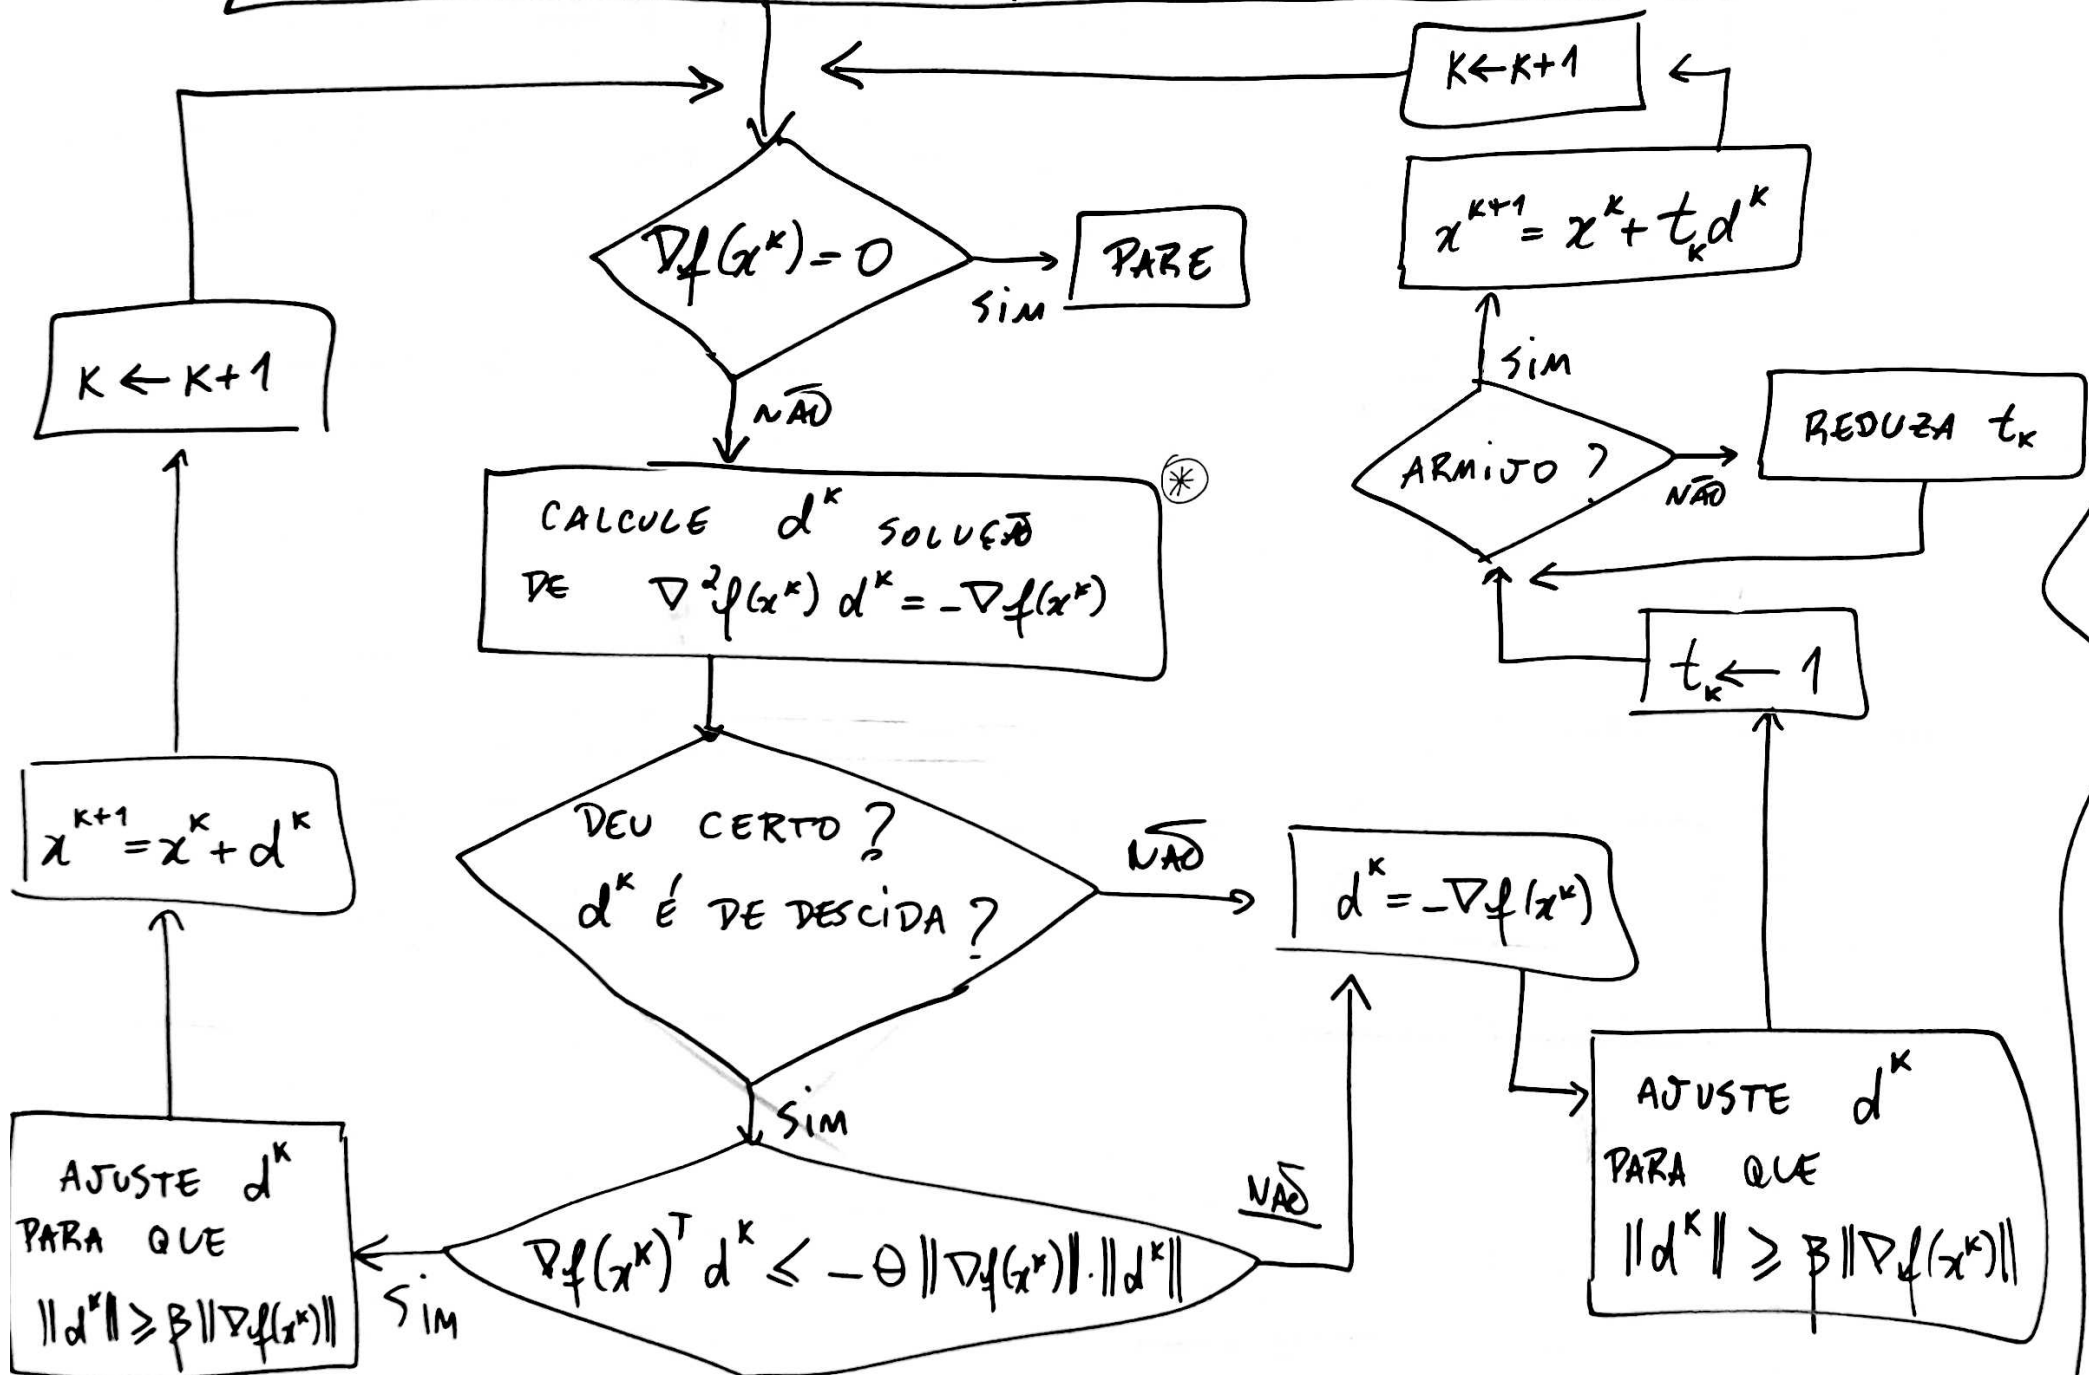 K ← K+1
x^{K+1} = x^K + t_K d^K
∇f(x^K) = 0
PARE
SIM
SIM
K ← K+1
NÃO
ARMIJO ?
NÃO
REDUZA t_K
CALCULE d^K SOLUÇÃO
DE ∇²f(x^K) d^K = -∇f(x^K)
*
t_K ← 1
x^{K+1} = x^K + d^K
DEU CERTO ?
d^K É DE DESCIDA ?
NÃO
d^K = -∇f(x^K)
SIM
AJUSTE d^K
PARA QUE
||d^K|| ≥ β ||∇f(x^K)||
SIM
∇f(x^K)^T d^K ≤ -θ ||∇f(x^K)|| . ||d^K||
NÃO
AJUSTE d^K
PARA QUE
||d^K|| ≥ β ||∇f(x^K)||